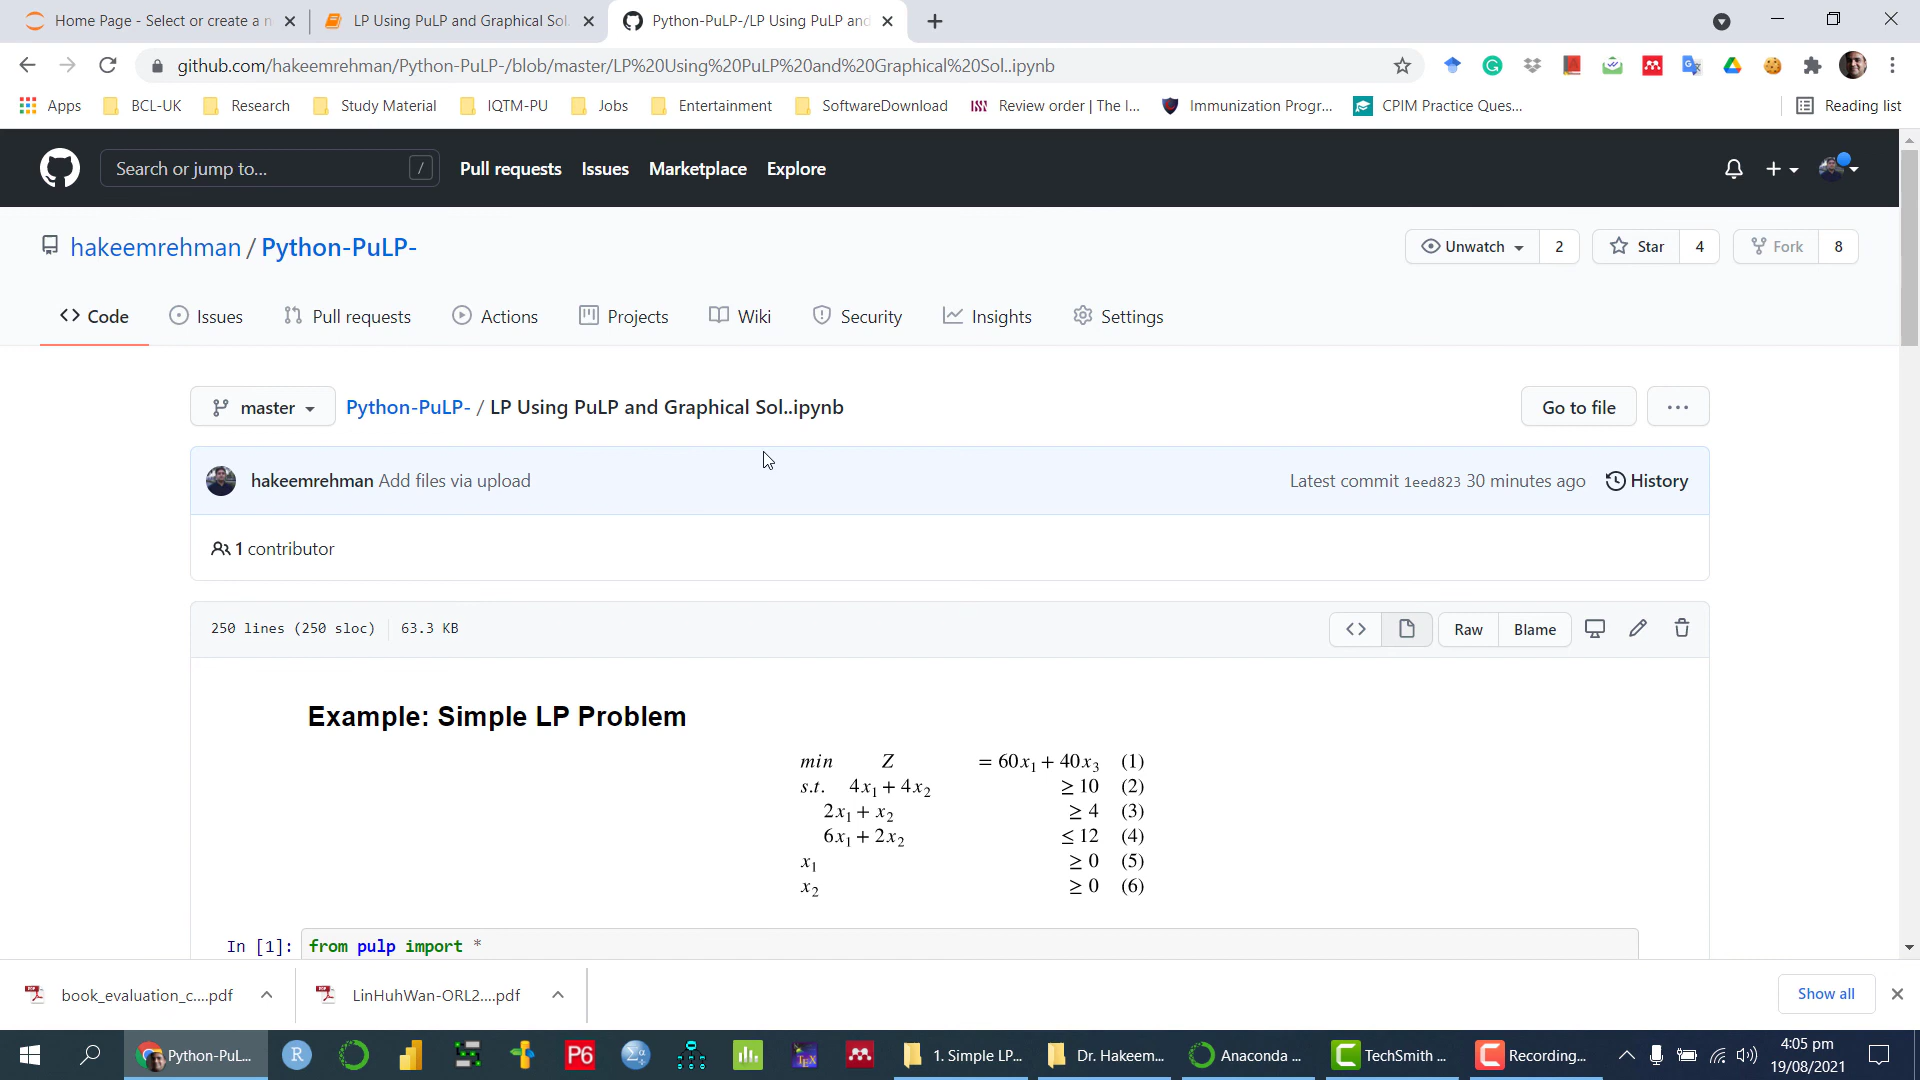 Home Page - Select or create a n
LP Using PuLP and Graphical Sol.
Python-PuLP-/LP Using PuLP and
github.com/hakeemrehman/Python-PuLP-/blob/master/LP%20Using%20PuLP%20and%20Graphical%20Sol..ipynb
Apps BCL-UK Research Study Material IQTM-PU Jobs Entertainment SoftwareDownload Review order | The I... Immunization Progr... CPIM Practice Ques... Reading list
Search or jump to... / Pull requests Issues Marketplace Explore
hakeemrehman / Python-PuLP- Unwatch 2 Star 4 Fork 8
Code Issues Pull requests Actions Projects Wiki Security Insights Settings
master Python-PuLP- / LP Using PuLP and Graphical Sol..ipynb Go to file ...
hakeemrehman Add files via upload Latest commit 1eed823 30 minutes ago History
1 contributor
250 lines (250 sloc) 63.3 KB <> Raw Blame
Example: Simple LP Problem
min Z = 60x₁ + 40x₃ (1)
s.t. 4x₁ + 4x₂ ≥ 10 (2)
2x₁ + x₂ ≥ 4 (3)
6x₁ + 2x₂ ≤ 12 (4)
x₁ ≥ 0 (5)
x₂ ≥ 0 (6)
In [1]: from pulp import *
book_evaluation_c....pdf LinHuhWan-ORL2....pdf Show all
Python-PuL... R P6 Σα TEX 1. Simple LP... Dr. Hakeem... Anaconda ... TechSmith ... Recording... 4:05 pm
19/08/2021